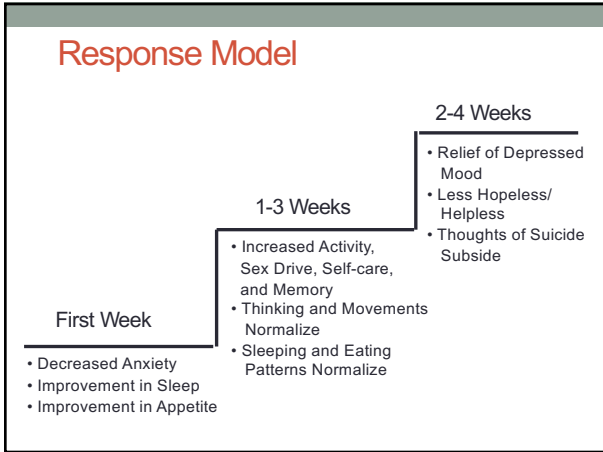 Response Model
First Week
• Decreased Anxiety
• Improvement in Sleep
• Improvement in Appetite
1-3 Weeks
• Increased Activity,
Sex Drive, Self-care,
and Memory
• Thinking and Movements
Normalize
• Sleeping and Eating
Patterns Normalize
2-4 Weeks
• Relief of Depressed
Mood
• Less Hopeless/
Helpless
• Thoughts of Suicide
Subside